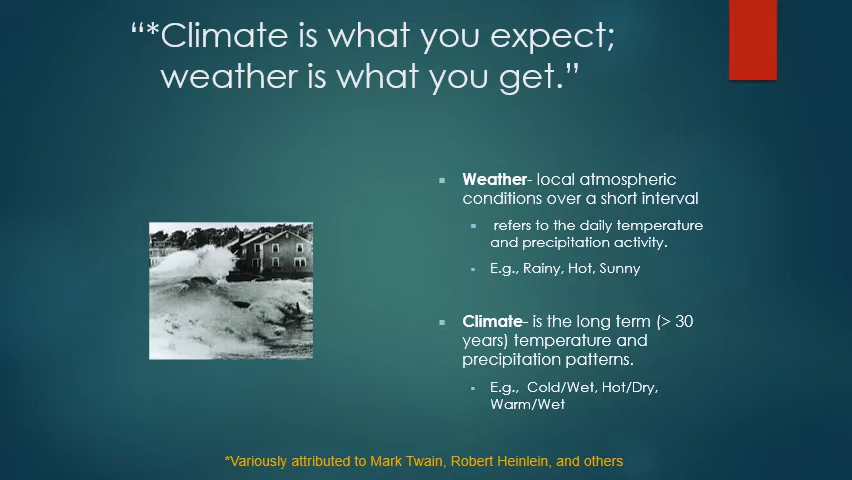 “*Climate is what you expect;
weather is what you get.”
Weather- local atmospheric
conditions over a short interval
refers to the daily temperature
and precipitation activity.
E.g., Rainy, Hot, Sunny
Climate- is the long term (> 30
years) temperature and
precipitation patterns.
E.g., Cold/Wet, Hot/Dry,
Warm/Wet
*Variously attributed to Mark Twain, Robert Heinlein, and others